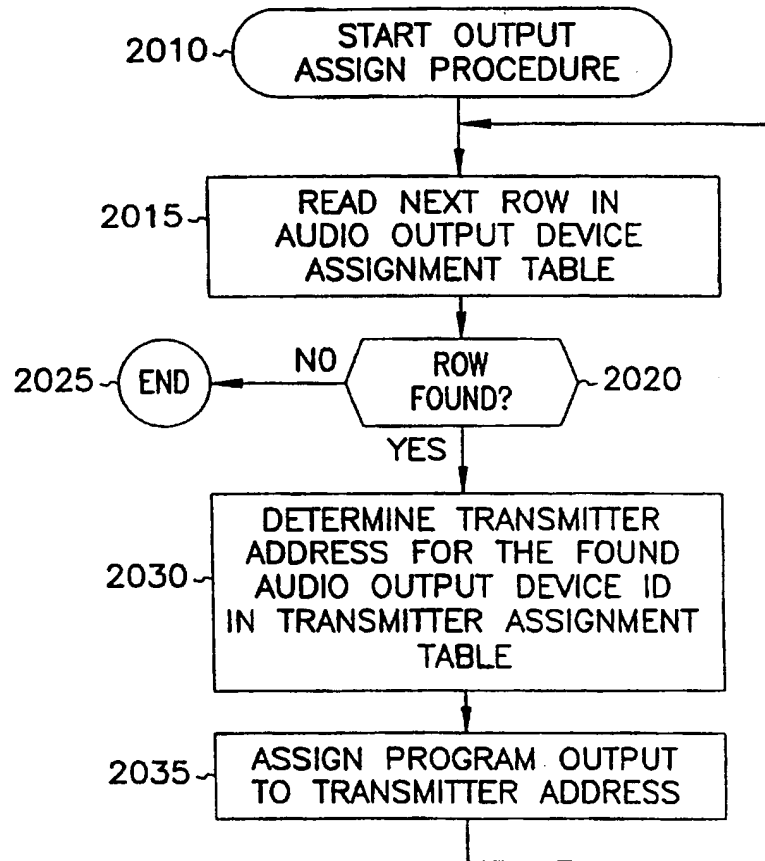 2010
START OUTPUT
ASSIGN PROCEDURE
2015
READ NEXT ROW IN
AUDIO OUTPUT DEVICE
ASSIGNMENT TABLE
2025
END
NO
ROW
FOUND?
2020
YES
2030
DETERMINE TRANSMITTER
ADDRESS FOR THE FOUND
AUDIO OUTPUT DEVICE ID
IN TRANSMITTER ASSIGNMENT
TABLE
2035
ASSIGN PROGRAM OUTPUT
TO TRANSMITTER ADDRESS